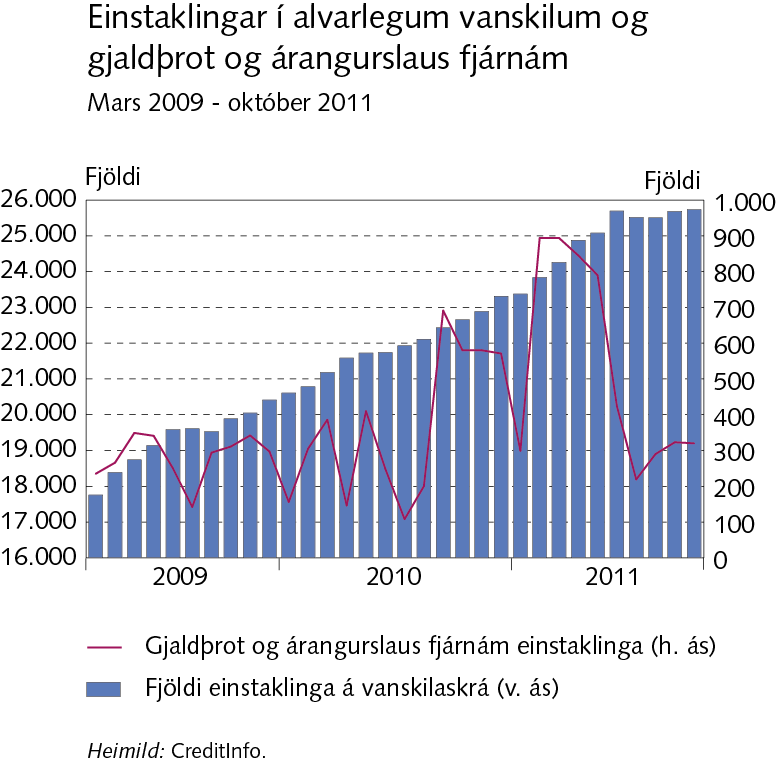 Einstaklingar í alvarlegum vanskilum og
gjaldþrot og árangurslaus fjárnám
Mars 2009 - október 2011
Fjöldi
Fjöldi
26.000
25.000
24.000
23.000
22.000
21.000
20.000
19.000
18.000
17.000
16.000
1.000
900
800
700
600
500
400
300
200
100
0
2009 2010 2011
Gjaldþrot og árangurslaus fjárnám einstaklinga (h. ás)
Fjöldi einstaklinga á vanskilaskrá (v. ás)
Heimild: CreditInfo.